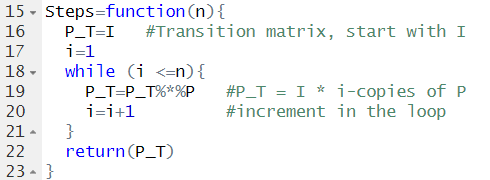 15 Steps=function(n){
16 P_T=I #Transition matrix, start with I
17 i=1
18 while (i <=n){
19 P_T=P_T%*%P #P_T = I * i-copies of P
20 i=i+1 #increment in the loop
21 }
22 return(P_T)
23 }